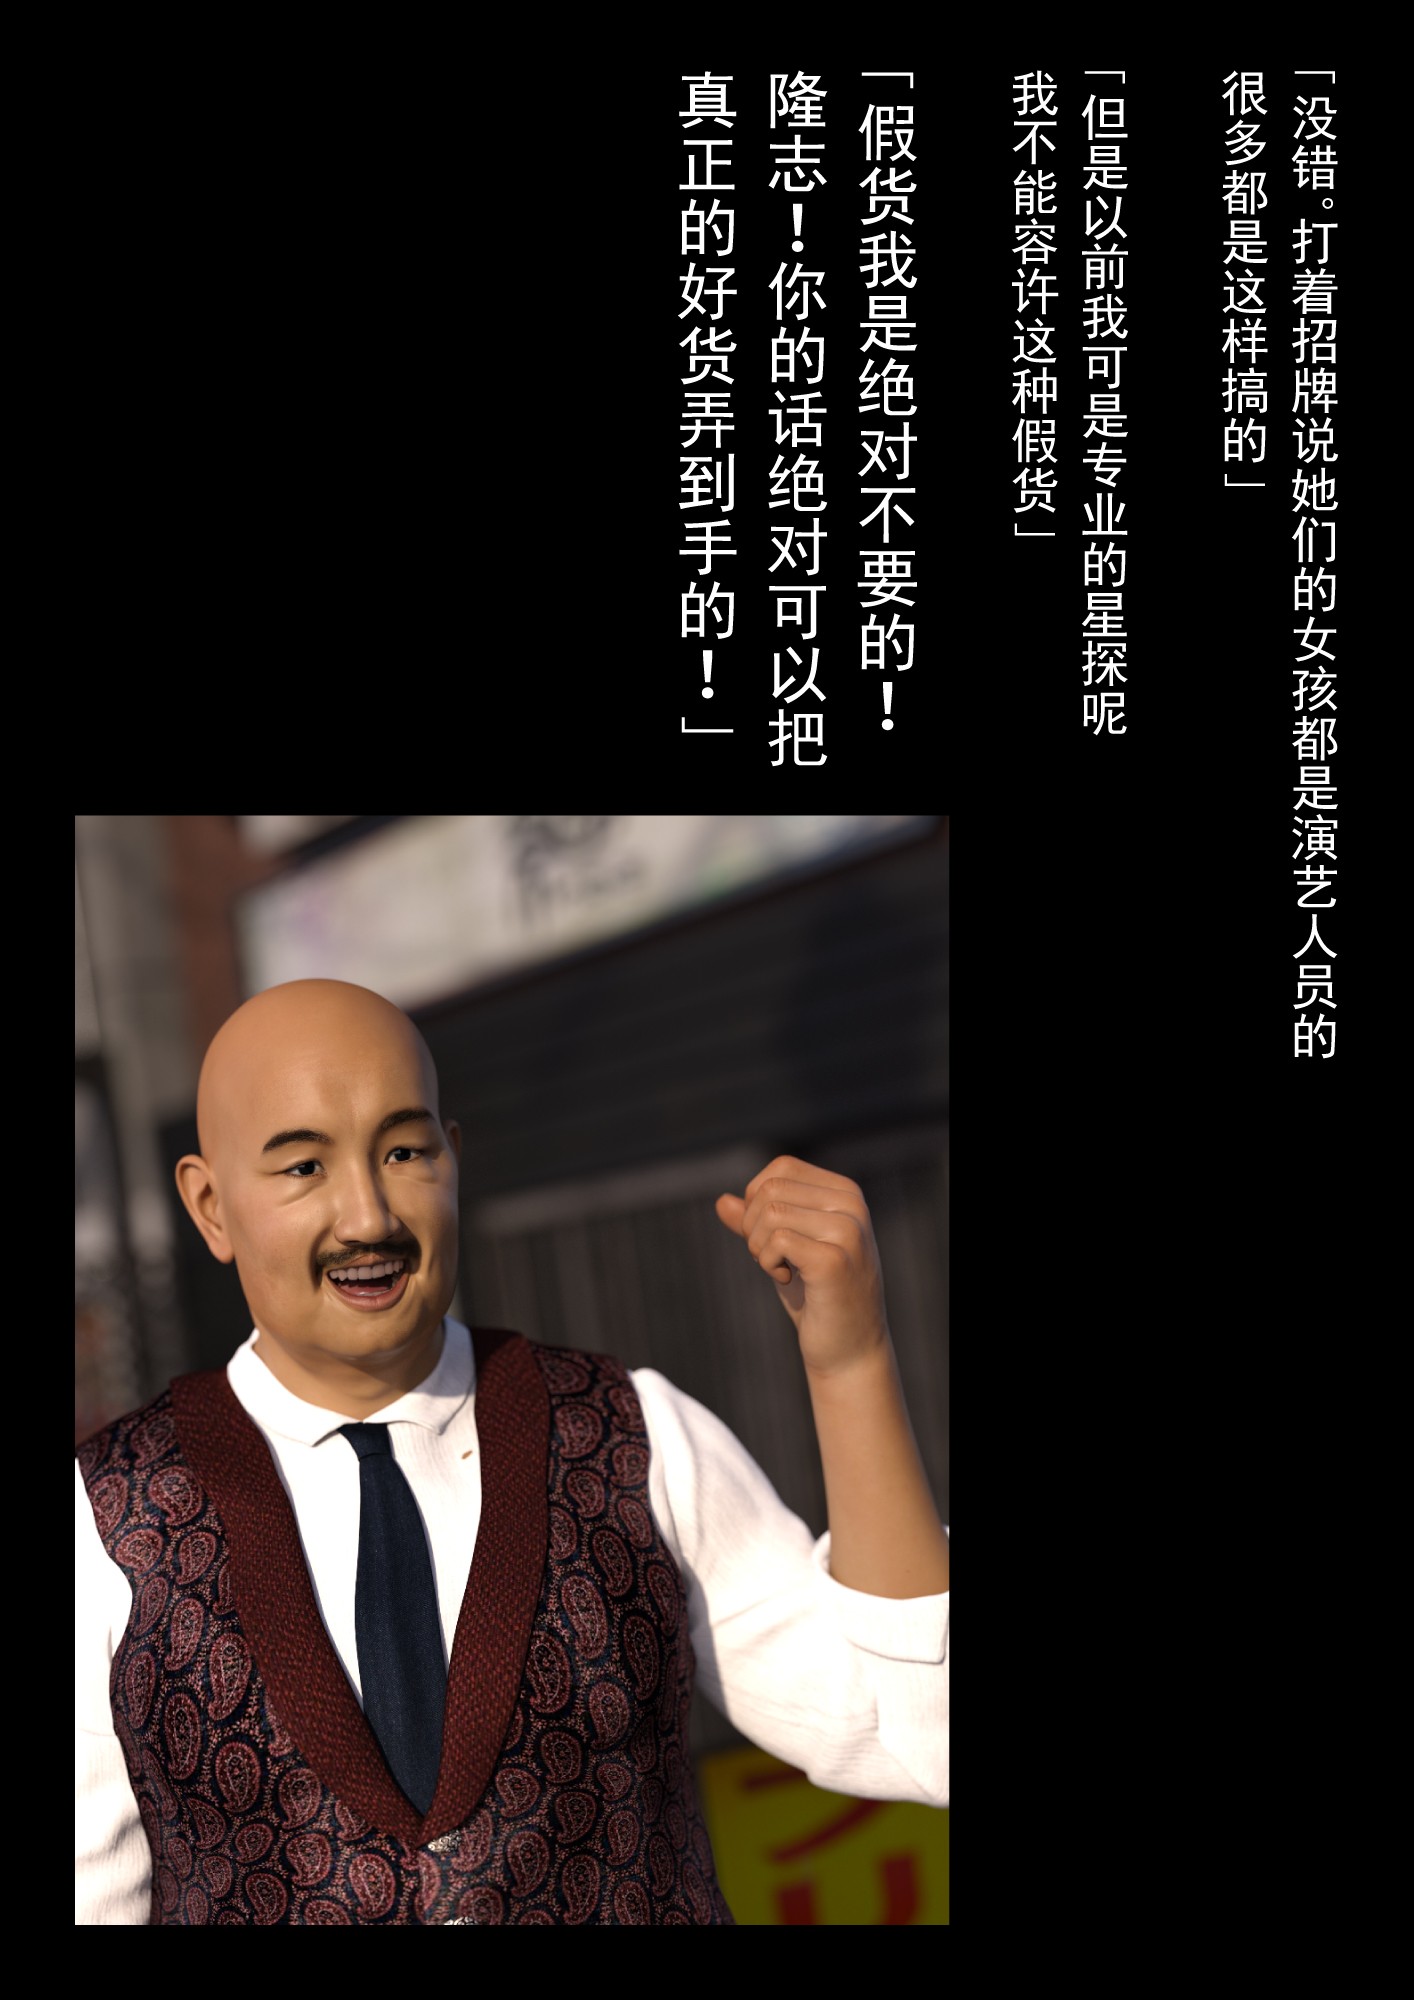 「没错。打着招牌说她们的女孩都是演艺人员的
很多都是这样搞的」
「但是以前我可是专业的星探呢
我不能容许这种假货」
「假货我是绝对不要的！
隆志！你的话绝对可以把
真正的好货弄到手的！」